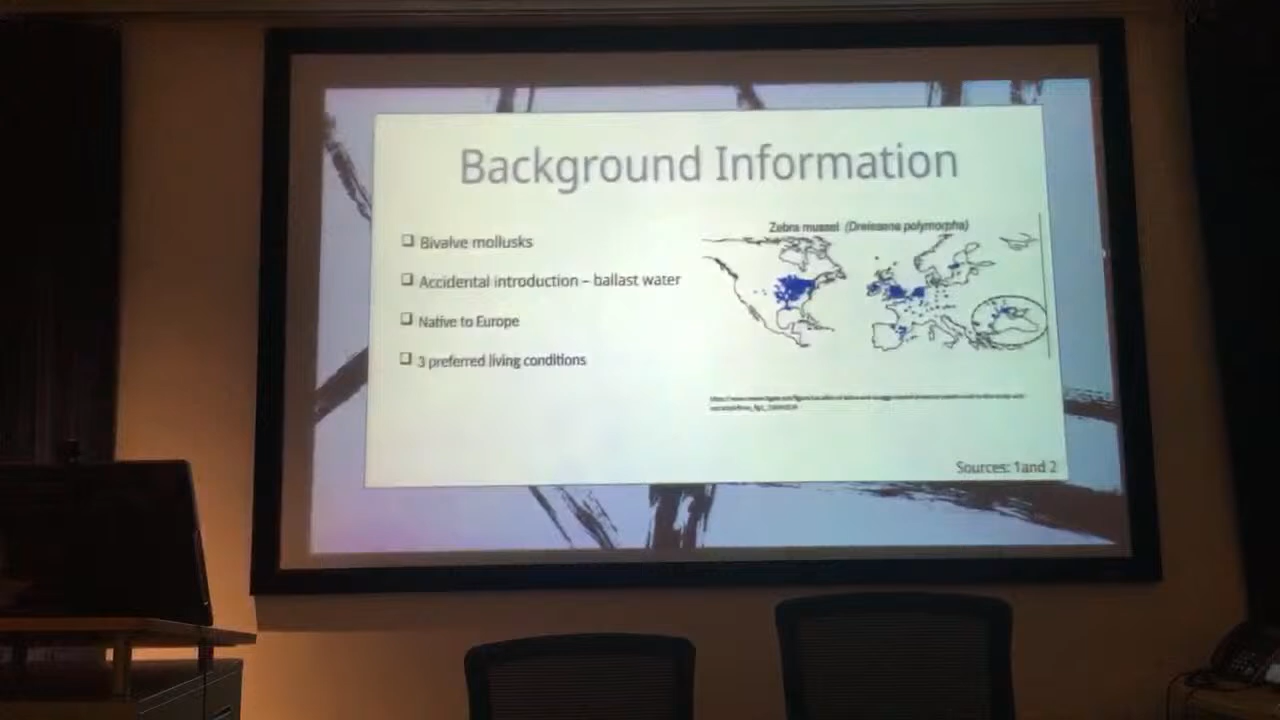 Background Information
Bivalve mollusks
Accidental introduction – ballast water
Native to Europe
3 preferred living conditions
Zebra mussel (Dreissena polymorpha)
Sources: 1and 2